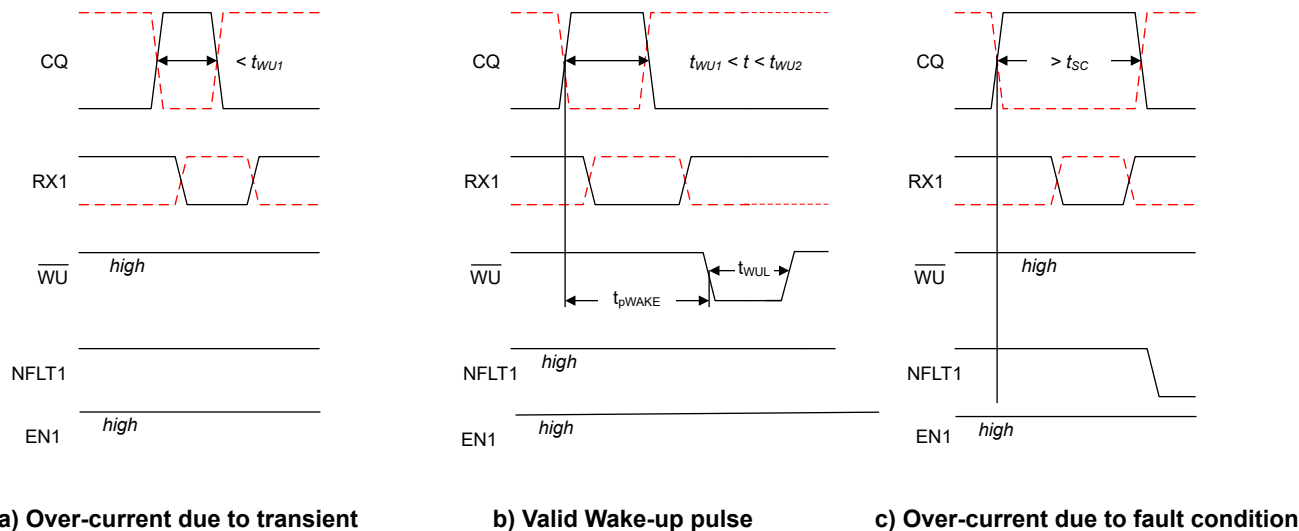 CQ
< tWU1
RX1
WU
high
NFLT1
EN1
high
a) Over-current due to transient
CQ
tWU1 < t < tWU2
RX1
WU
tWUL
tpWAKE
NFLT1
high
EN1
high
b) Valid Wake-up pulse
CQ
> tSC
RX1
WU
high
NFLT1
EN1
high
c) Over-current due to fault condition